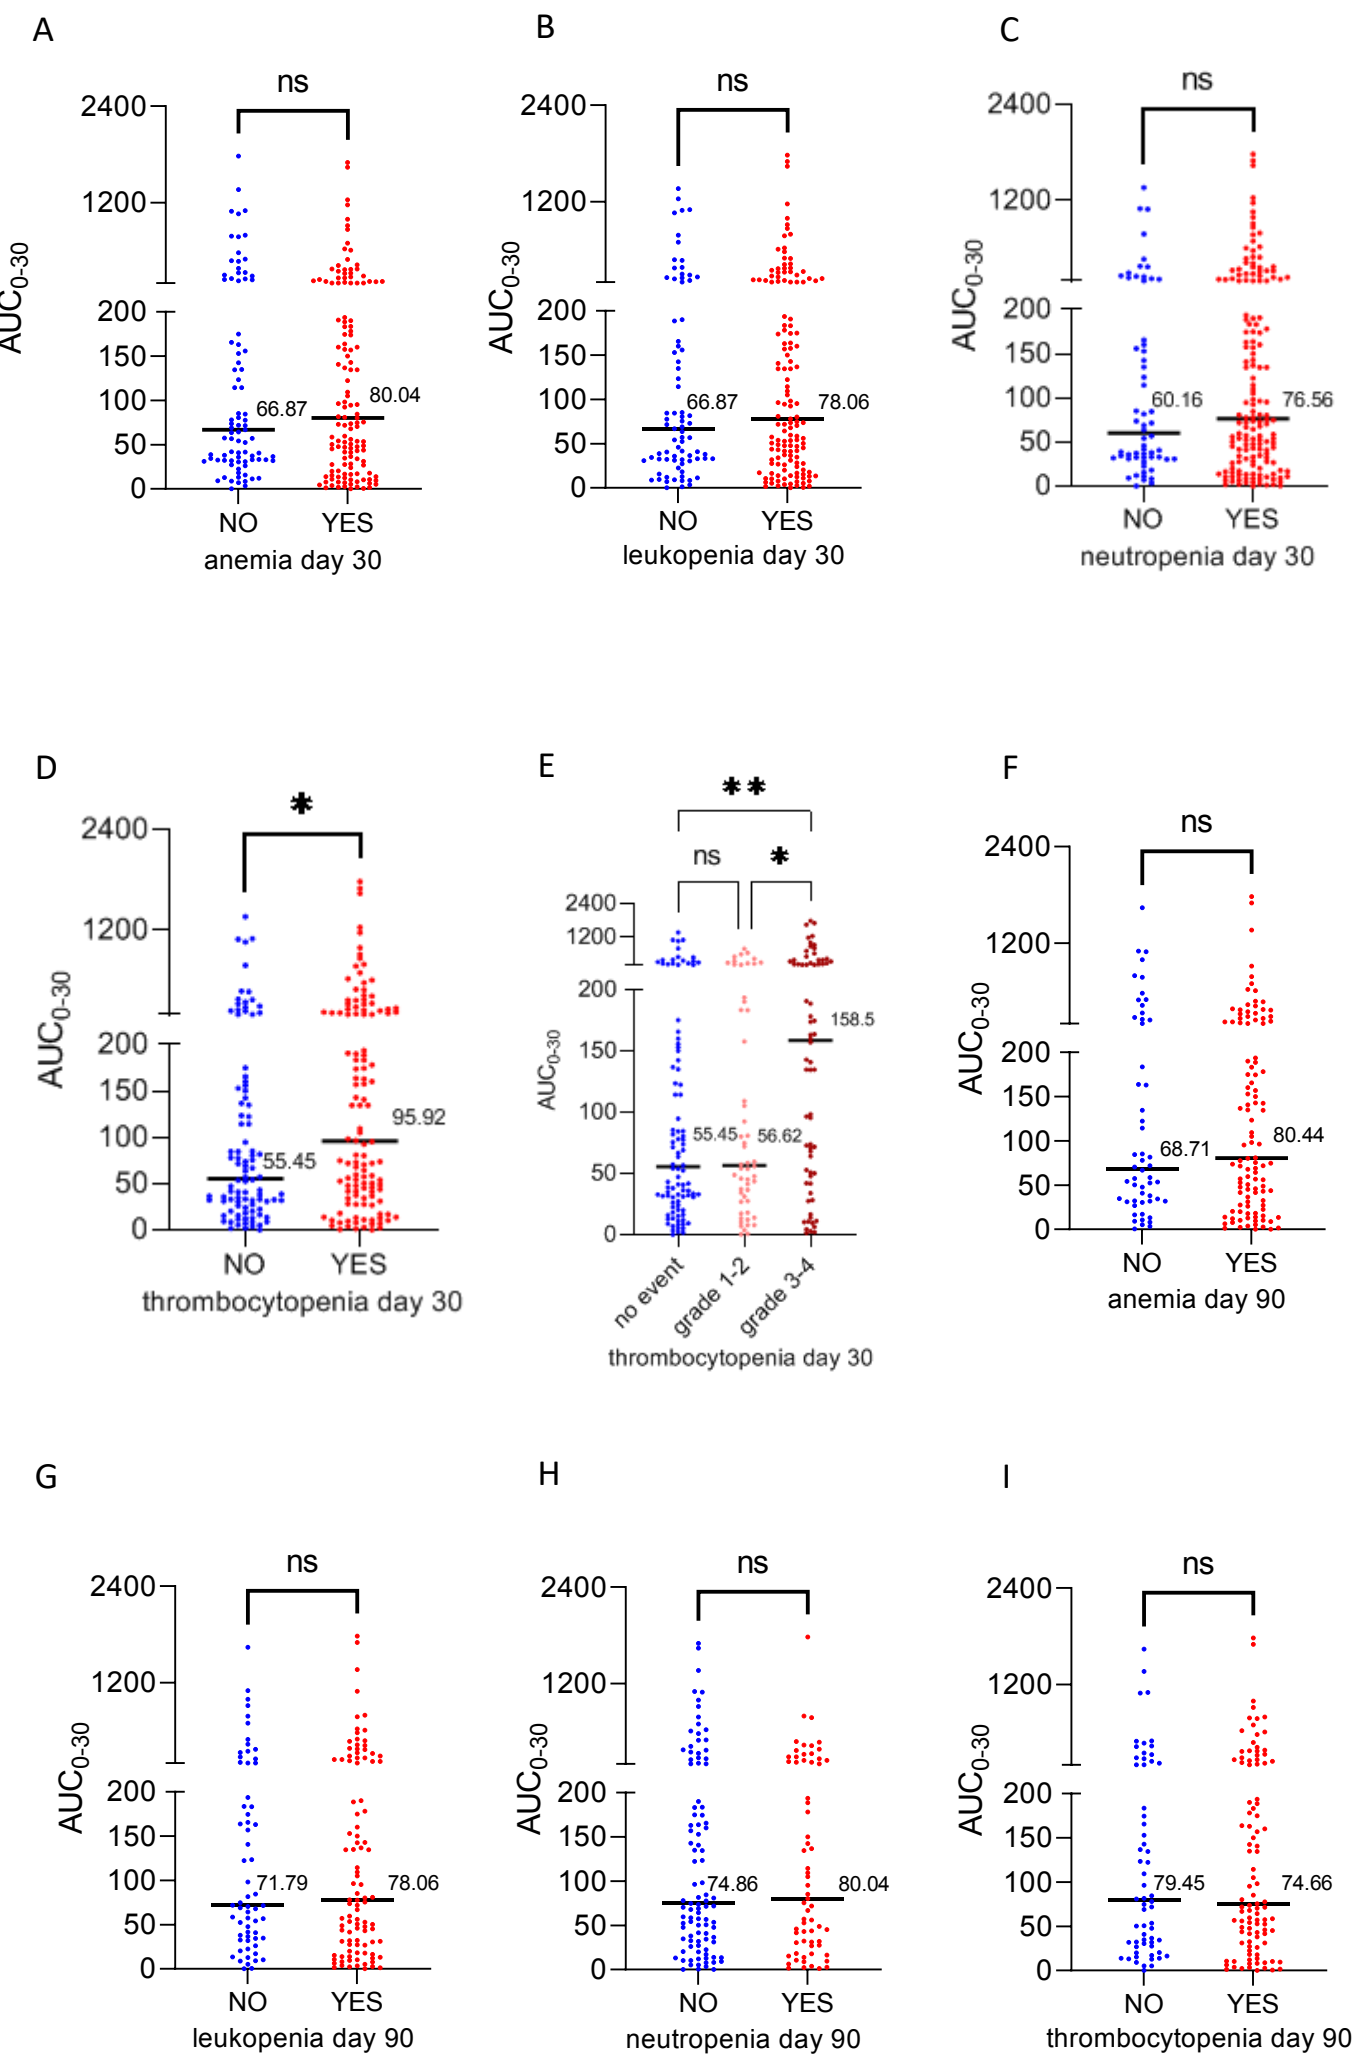 A
ns
2400
1200
AUC0-30
200
150
100
50
0
66.87
80.04
NO YES
anemia day 30
B
ns
2400
1200
AUC0-30
200
150
100
50
0
66.87
78.06
NO YES
leukopenia day 30
C
ns
2400
1200
AUC0-30
200
150
100
50
0
60.16
76.56
NO YES
neutropenia day 30
D
*
2400
1200
AUC0-30
200
150
100
50
0
55.45
95.92
NO YES
thrombocytopenia day 30
E
**
ns *
2400
1200
AUC0-30
200
150
100
50
0
55.45
56.62
158.5
no event grade 1-2 grade 3-4
thrombocytopenia day 30
F
ns
2400
1200
AUC0-30
200
150
100
50
0
68.71
80.44
NO YES
anemia day 90
G
ns
2400
1200
AUC0-30
200
150
100
50
0
71.79
78.06
NO YES
leukopenia day 90
H
ns
2400
1200
AUC0-30
200
150
100
50
0
74.86
80.04
NO YES
neutropenia day 90
I
ns
2400
1200
AUC0-30
200
150
100
50
0
79.45
74.66
NO YES
thrombocytopenia day 90